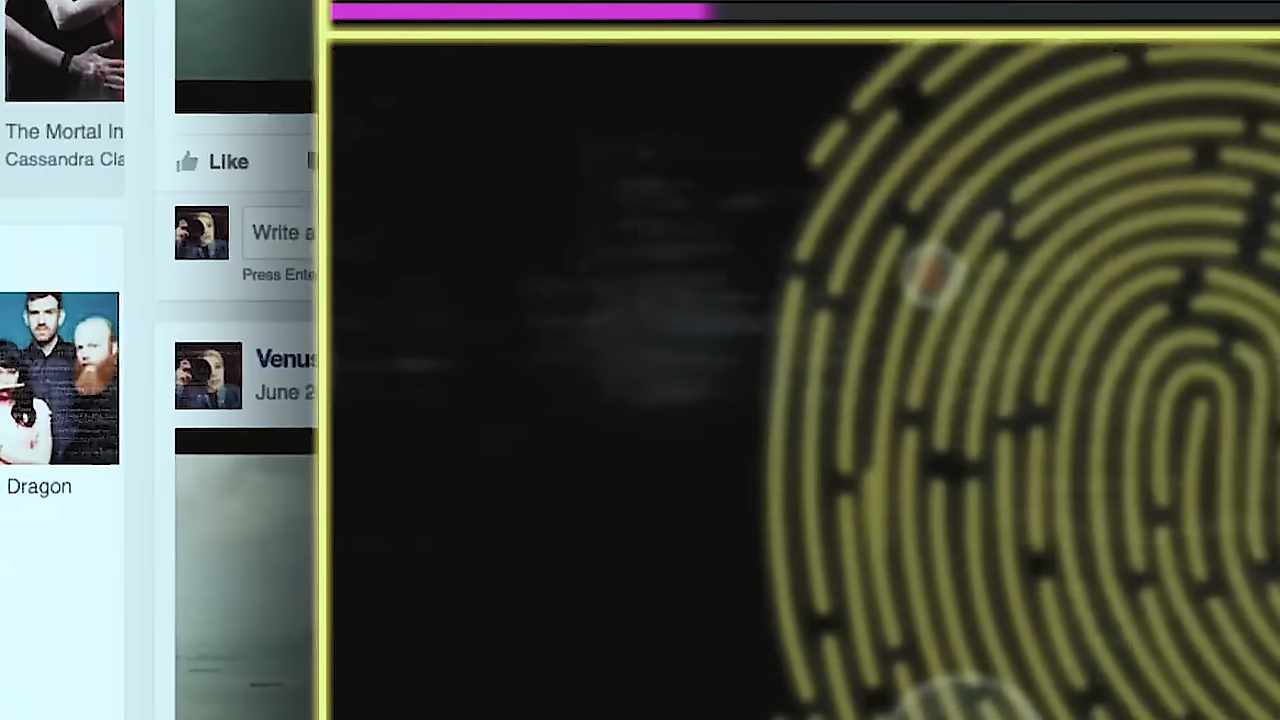 The Mortal In
Cassandra Cla
Dragon
Like
Write a
Press Ente
Venus
June 2